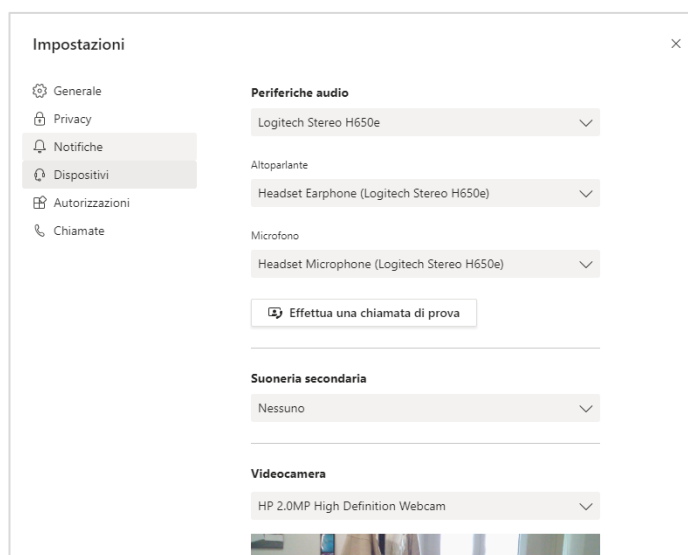 Impostazioni
Generale
Privacy
Notifiche
Dispositivi
Autorizzazioni
Chiamate
Periferiche audio
Logitech Stereo H650e
Altoparlante
Headset Earphone (Logitech Stereo H650e)
Microfono
Headset Microphone (Logitech Stereo H650e)
Effettua una chiamata di prova
Suoneria secondaria
Nessuno
Videocamera
HP 2.0MP High Definition Webcam